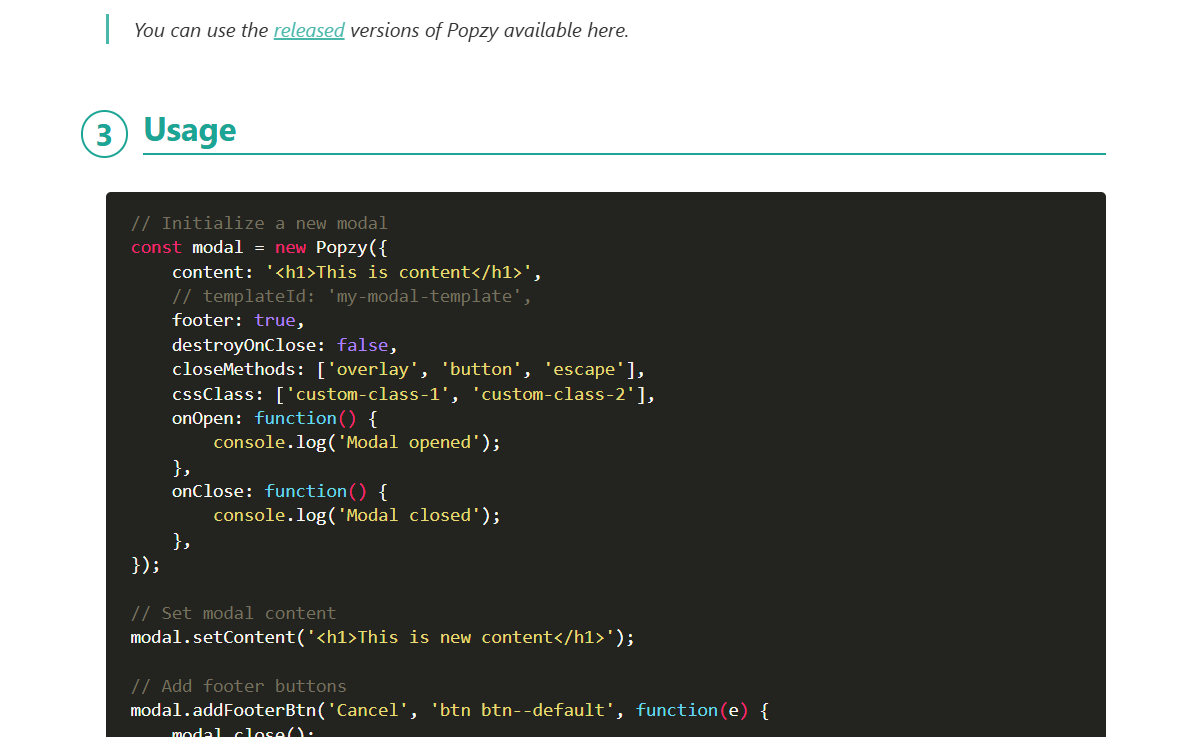 You can use the released versions of Popzy available here.
3 Usage
// Initialize a new modal
const modal = new Popzy({
    content: '<h1>This is content</h1>',
    // templateId: 'my-modal-template',
    footer: true,
    destroyOnClose: false,
    closeMethods: ['overlay', 'button', 'escape'],
    cssClass: ['custom-class-1', 'custom-class-2'],
    onOpen: function() {
        console.log('Modal opened');
    },
    onClose: function() {
        console.log('Modal closed');
    },
});
// Set modal content
modal.setContent('<h1>This is new content</h1>');
// Add footer buttons
modal.addFooterBtn('Cancel', 'btn btn--default', function(e) {
    modal.close();